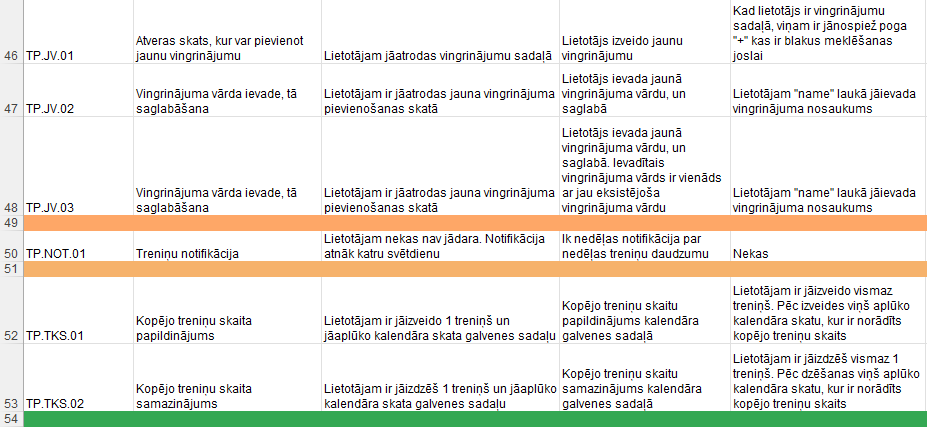 46 TP.JV.01 Atveras skats, kur var pievienot jaunu vingrinājumu Lietotājam jāatrodas vingrinājumu sadaļā Lietotājs izveido jaunu vingrinājumu Kad lietotājs ir vingrinājumu sadaļā, viņam ir jānospiež poga "+" kas ir blakus meklēšanas joslai
47 TP.JV.02 Vingrinājuma vārda ievade, tā saglabāšana Lietotājam ir jāatrodas jauna vingrinājuma pievienošanas skatā Lietotājs ievada jaunā vingrinājuma vārdu, un saglabā Lietotājam "name" laukā jāievada vingrinājuma nosaukums
48 TP.JV.03 Vingrinājuma vārda ievade, tā saglabāšana Lietotājam ir jāatrodas jauna vingrinājuma pievienošanas skatā Lietotājs ievada jaunā vingrinājuma vārdu, un saglabā. Ievadītais vingrinājuma vārds ir vienāds ar jau eksistējoša vingrinājuma vārdu Lietotājam "name" laukā jāievada vingrinājuma nosaukums
49
50 TP.NOT.01 Treniņu notifikācija Lietotājam nekas nav jādara. Notifikācija atnāk katru svētdienu Ik nedēļas notifikācija par nedēļas treniņu daudzumu Nekas
51
52 TP.TKS.01 Kopējo treniņu skaita papildinājums Lietotājam ir jāizveido 1 treniņš un jāaplūko kalendāra skata galvenes sadaļu Kopējo treniņu skaitu papildinājums kalendāra galvenes sadaļā Lietotājam ir jāizveido vismaz treniņš. Pēc izveides viņš aplūko kalendāra skatu, kur ir norādīts kopējo treniņu skaits
53 TP.TKS.02 Kopējo treniņu skaita samazinājums Lietotājam ir jāizdzēš 1 treniņš un jāaplūko kalendāra skata galvenes sadaļu Kopējo treniņu skaitu samazinājums kalendāra galvenes sadaļā Lietotājam ir jāizdzēš vismaz 1 treniņš. Pēc dzēšanas viņš aplūko kalendāra skatu, kur ir norādīts kopējo treniņu skaits
54